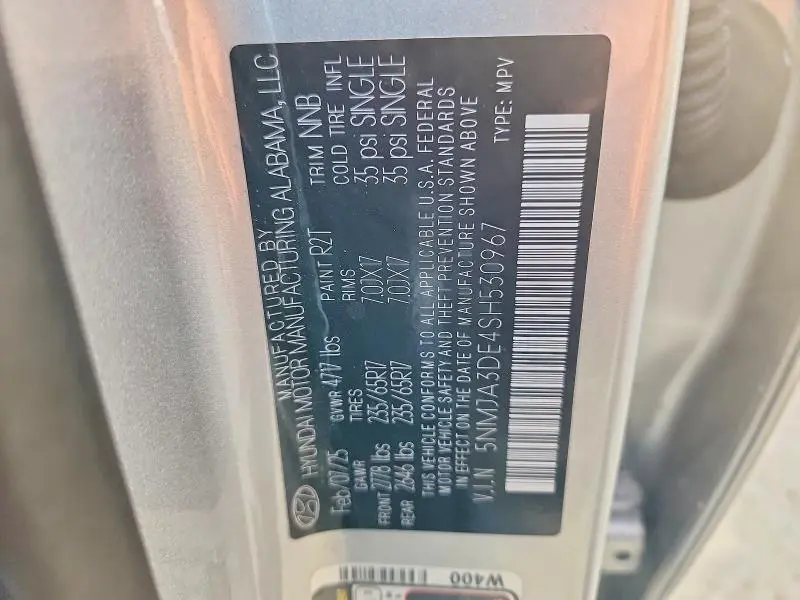 MANUFACTURED BY
HYUNDAI MOTOR MANUFACTURING ALABAMA, LLC
Feb/07/25 GVWR 4717 lbs PAINT R2T TRIM NNB
GAWR TIRES RIMS COLD TIRE INFL
FRONT 2778 lbs 235/65R17 7.0JX17 35 psi SINGLE
REAR 2646 lbs 235/65R17 7.0JX17 35 psi SINGLE
THIS VEHICLE CONFORMS TO ALL APPLICABLE U.S.A. FEDERAL
MOTOR VEHICLE SAFETY AND THEFT PREVENTION STANDARDS
IN EFFECT ON DATE OF MANUFACTURE SHOWN ABOVE
V.I.N 5NMJA3DE4SH530967 TYPE: MPV
W400